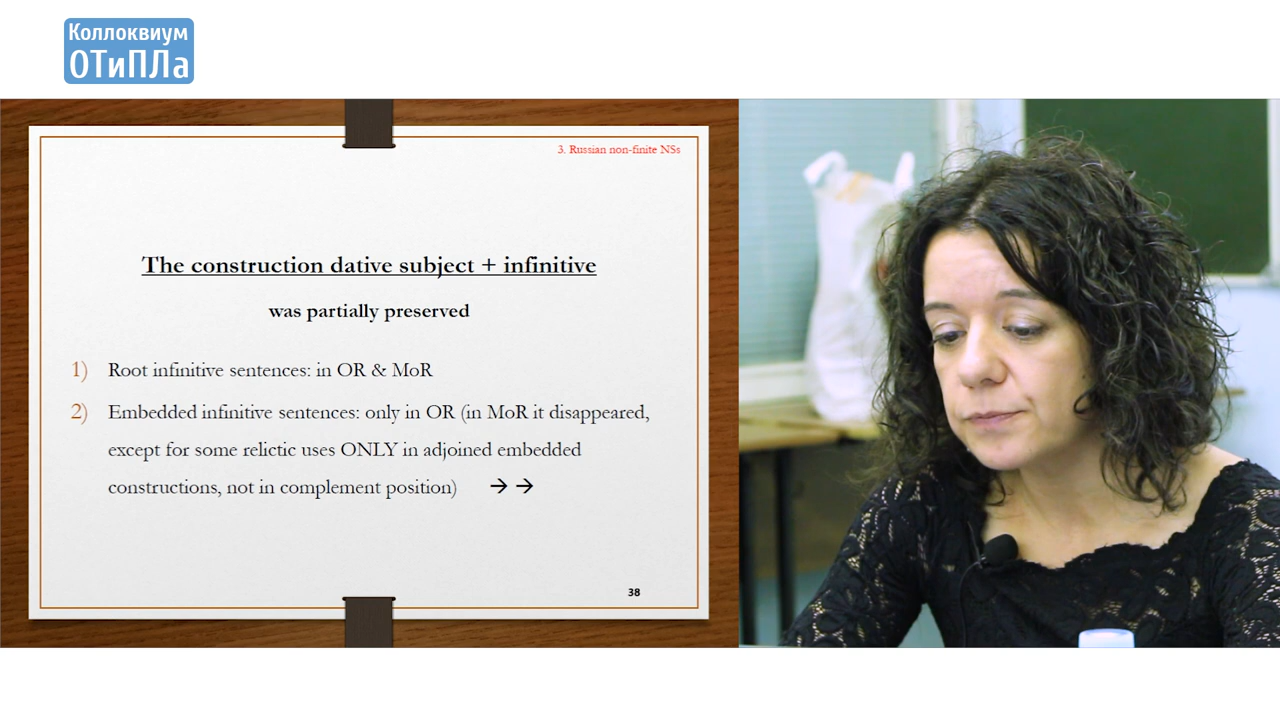 Коллоквиум
ОТиПЛа
3. Russian non-finite NSs
The construction dative subject + infinitive
was partially preserved
1) Root infinitive sentences: in OR & MoR
2) Embedded infinitive sentences: only in OR (in MoR it disappeared,
except for some relictic uses ONLY in adjoined embedded
constructions, not in complement position) → →
38